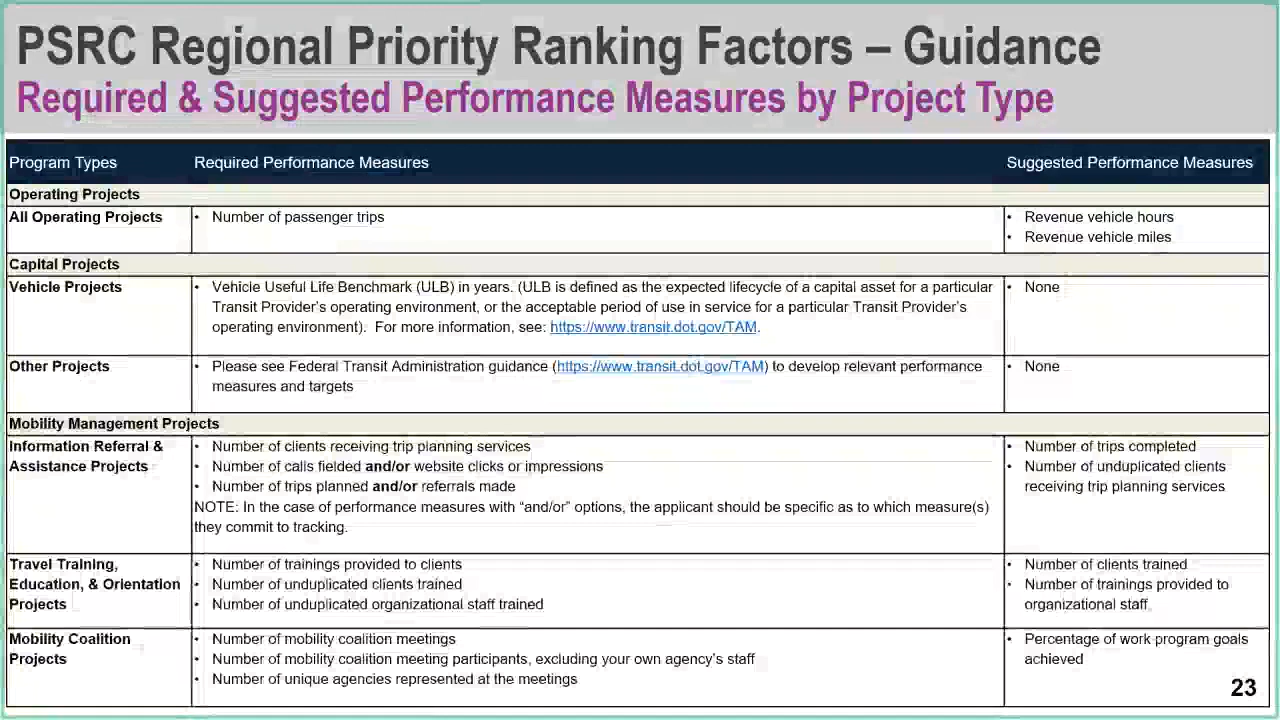 PSRC Regional Priority Ranking Factors – Guidance
Required & Suggested Performance Measures by Project Type
Program Types Required Performance Measures Suggested Performance Measures
Operating Projects
All Operating Projects
• Number of passenger trips
• Revenue vehicle hours
• Revenue vehicle miles
Capital Projects
Vehicle Projects
• Vehicle Useful Life Benchmark (ULB) in years. (ULB is defined as the expected lifecycle of a capital asset for a particular
Transit Provider’s operating environment, or the acceptable period of use in service for a particular Transit Provider’s
operating environment). For more information, see: https://www.transit.dot.gov/TAM.
• None
Other Projects
• Please see Federal Transit Administration guidance (https://www.transit.dot.gov/TAM) to develop relevant performance
measures and targets
• None
Mobility Management Projects
Information Referral &
Assistance Projects
• Number of clients receiving trip planning services
• Number of calls fielded and/or website clicks or impressions
• Number of trips planned and/or referrals made
NOTE: In the case of performance measures with “and/or” options, the applicant should be specific as to which measure(s)
they commit to tracking.
• Number of trips completed
• Number of unduplicated clients
receiving trip planning services
Travel Training,
Education, & Orientation
Projects
• Number of trainings provided to clients
• Number of unduplicated clients trained
• Number of unduplicated organizational staff trained
• Number of clients trained
• Number of trainings provided to
organizational staff
Mobility Coalition
Projects
• Number of mobility coalition meetings
• Number of mobility coalition meeting participants, excluding your own agency’s staff
• Number of unique agencies represented at the meetings
• Percentage of work program goals
achieved
23